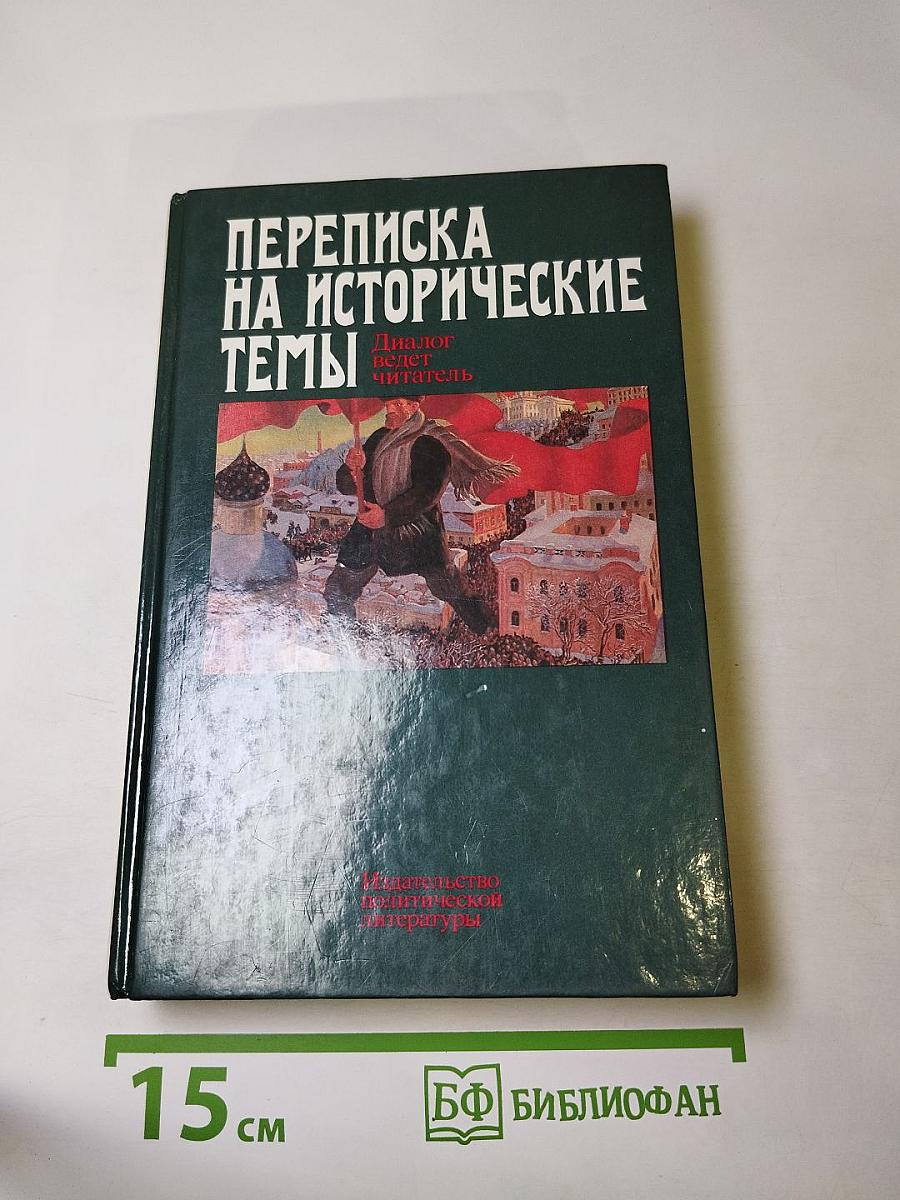 ПЕРЕПИСКА
НА ИСТОРИЧЕСКИЕ
ТЕМЫ
Диалог
ведет
читатель
Издательство
политической
литературы
15 см
БФ БИБЛИОФАН